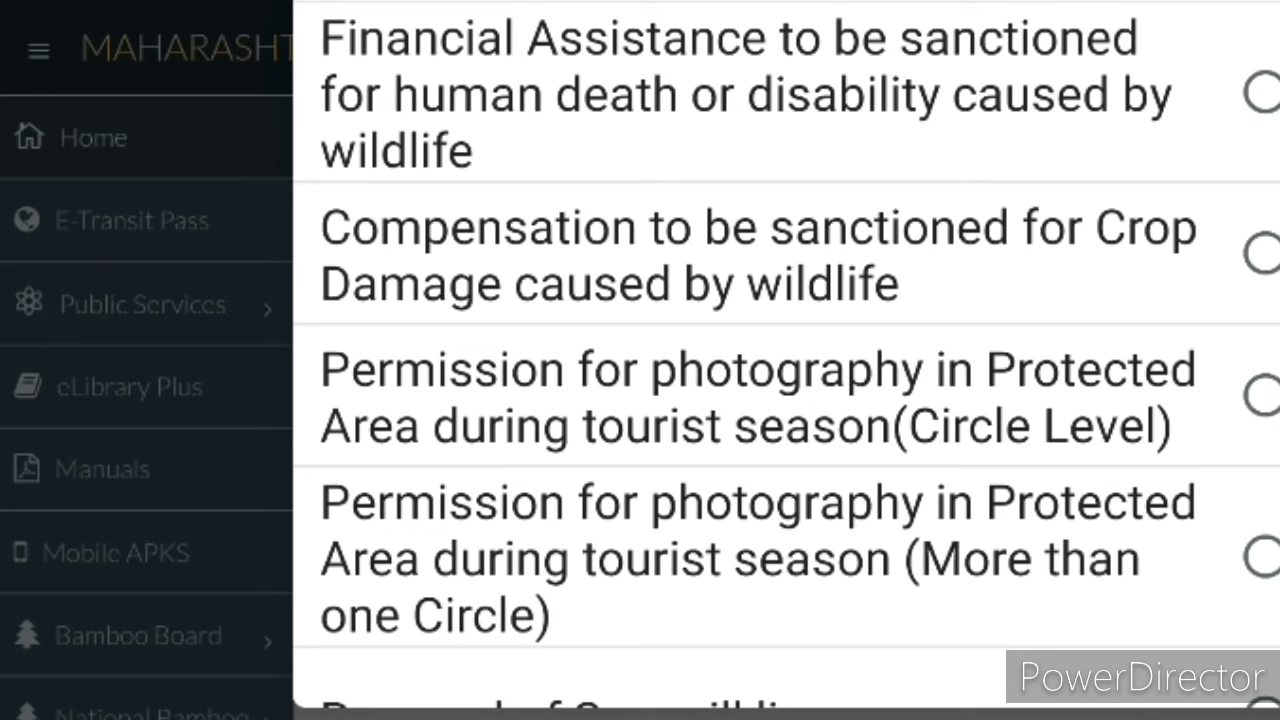 MAHARASHT
Home
E-Transit Pass
Public Services
eLibrary Plus
Manuals
Mobile APKS
Bamboo Board
National Bamboo
Financial Assistance to be sanctioned
for human death or disability caused by
wildlife
Compensation to be sanctioned for Crop
Damage caused by wildlife
Permission for photography in Protected
Area during tourist season(Circle Level)
Permission for photography in Protected
Area during tourist season (More than
one Circle)
PowerDirector